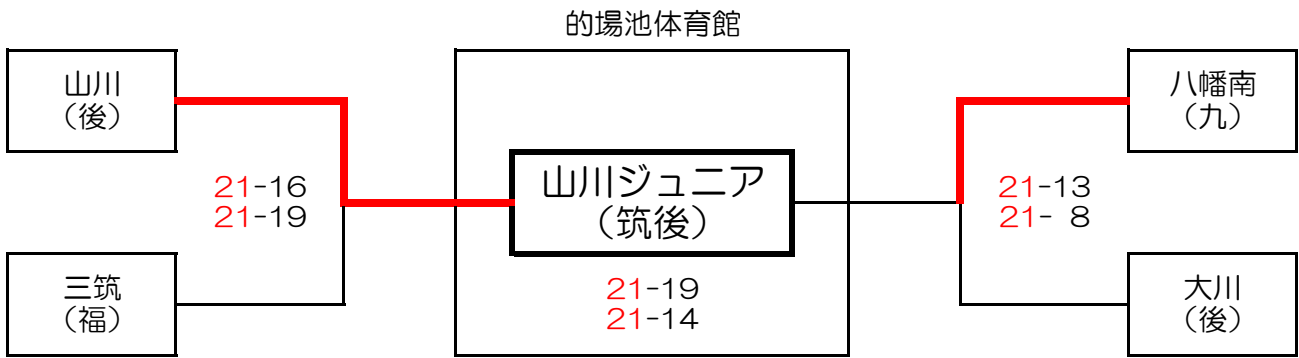 的場池体育館
山川
（後）
八幡南
（九）
21-16
21-19
山川ジュニア
（筑後）
21-13
21- 8
三筑
（福）
21-19
21-14
大川
（後）